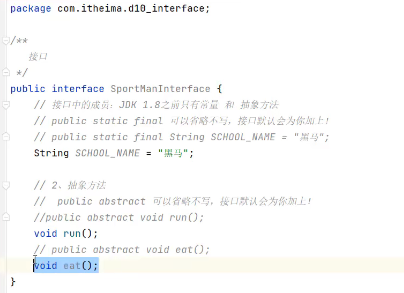 package com.itheima.d10_interface;
/**
接口
*/
public interface SportManInterface {
// 接口中的成员：JDK 1.8之前只有常量 和 抽象方法
// public static final 可以省略不写，接口默认会为你加上！
// public static final String SCHOOL_NAME = "黑马";
String SCHOOL_NAME = "黑马";
// 2、抽象方法
//  public abstract 可以省略不写，接口默认会为你加上！
//public abstract void run();
void run();
// public abstract void eat();
void eat();
}